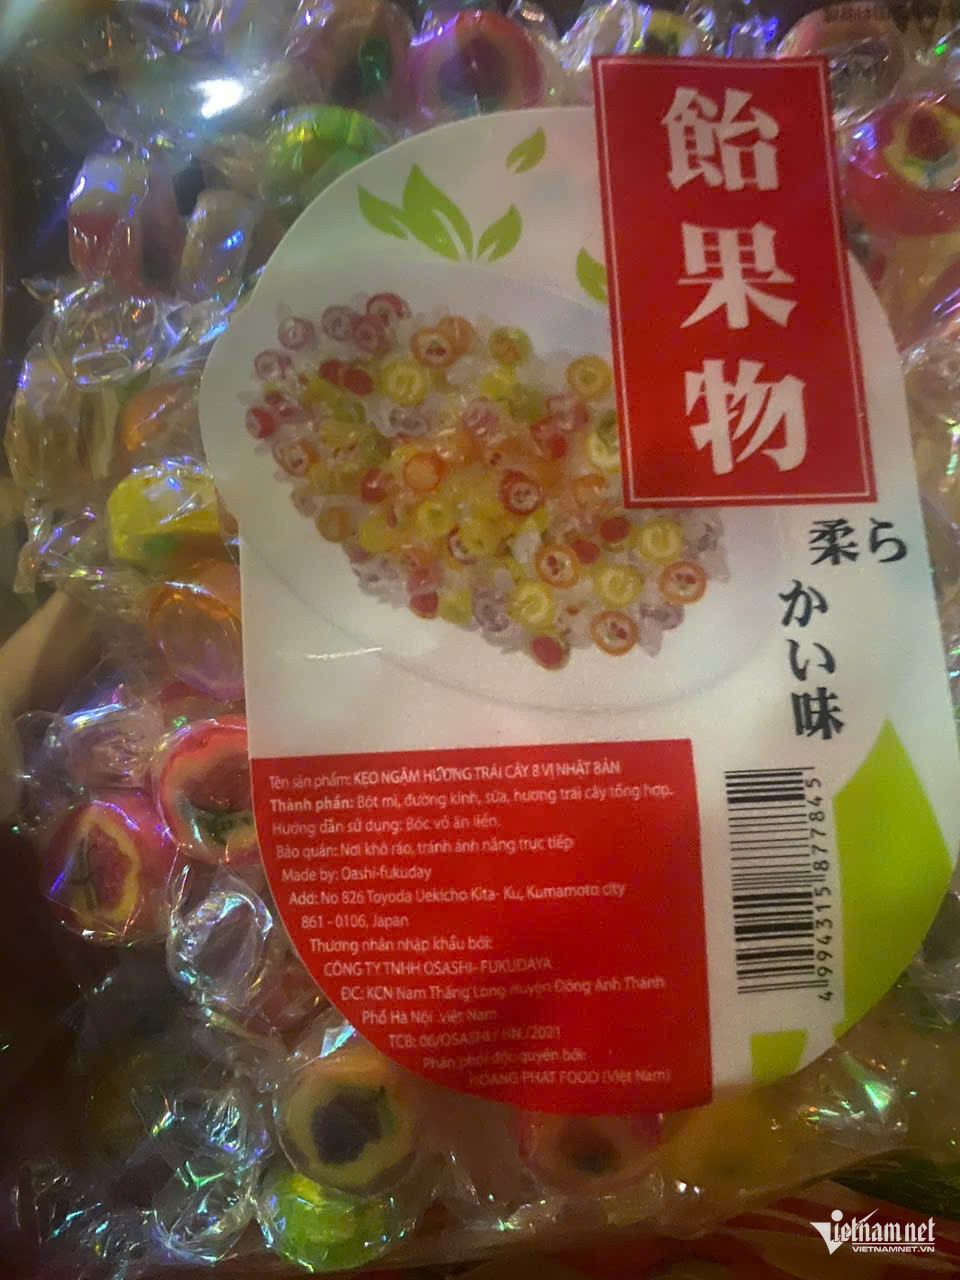 飴果物
柔ら
かい味
Tên sản phẩm: KẸO NGẬM HƯƠNG TRÁI CÂY 8 VỊ NHẬT BẢN
Thành phần: Bột mì, đường kính, sữa, hương trái cây tổng hợp.
Hướng dẫn sử dụng: Bóc vỏ ăn liền.
Bảo quản: Nơi khô ráo, tránh ánh nắng trực tiếp
Made by: Oashi-fukuday
Add: No 826 Toyoda Uekicho Kita- Ku, Kumamoto city
861 - 0106, Japan
Thương nhân nhập khẩu bởi:
CÔNG TY TNHH OSASHI- FUKUDAYA
ĐC: KCN Nam Thăng Long Huyện Đông Anh Thành
Phố Hà Nội .việt Nam
TCB: 06/OSASHI / HN /2021
Phân phối độc quyền bởi:
HOANG PHAT FOOD (Việt Nam)
4994315877845
Vietnamnet
VIETNAMNET.VN